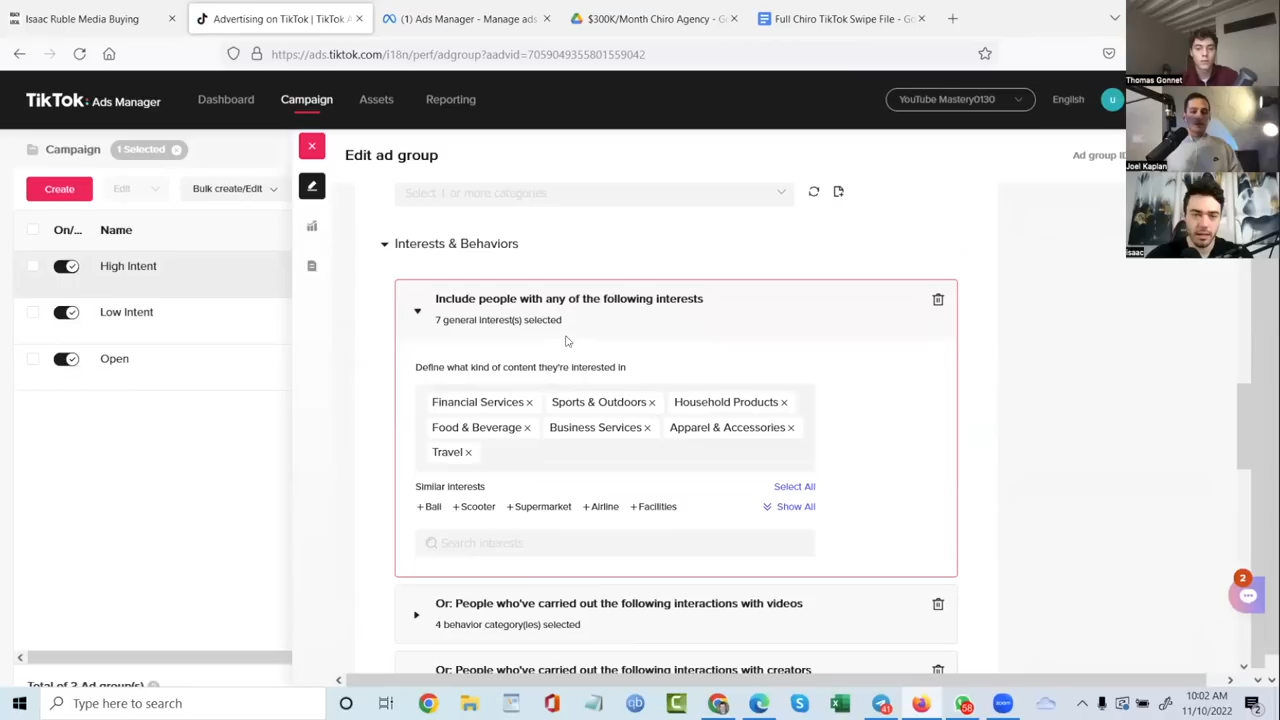 Isaac Ruble Media Buying
Advertising on TikTok | TikTok A
(1) Ads Manager - Manage ads
$300K/Month Chiro Agency - G
Full Chiro TikTok Swipe File - Go
https://ads.tiktok.com/i18n/perf/adgroup?aadvid=7059049355801559042
TikTok: Ads Manager
Dashboard
Campaign
Assets
Reporting
YouTube Mastery0130
English
U
Thomas Gonnet
Joel Kaplan
Isaac
Campaign
1 Selected
Edit ad group
Ad group ID
Create
Edit
Bulk create/Edit
Select 1 or more categories
On/...
Name
High Intent
Low Intent
Open
Interests & Behaviors
Include people with any of the following interests
7 general interest(s) selected
Define what kind of content they're interested in
Financial Services ×
Sports & Outdoors ×
Household Products ×
Food & Beverage ×
Business Services ×
Apparel & Accessories ×
Travel ×
Similar interests
Select All
+ Ball
+ Scooter
+ Supermarket
+ Airline
+ Facilities
Show All
Search interests
Or: People who've carried out the following interactions with videos
4 behavior category(ies) selected
Or: People who've carried out the following interactions with creators
2
Total of 3 Ad group(s)
Type here to search
41
58
10:02 AM
11/10/2022
2